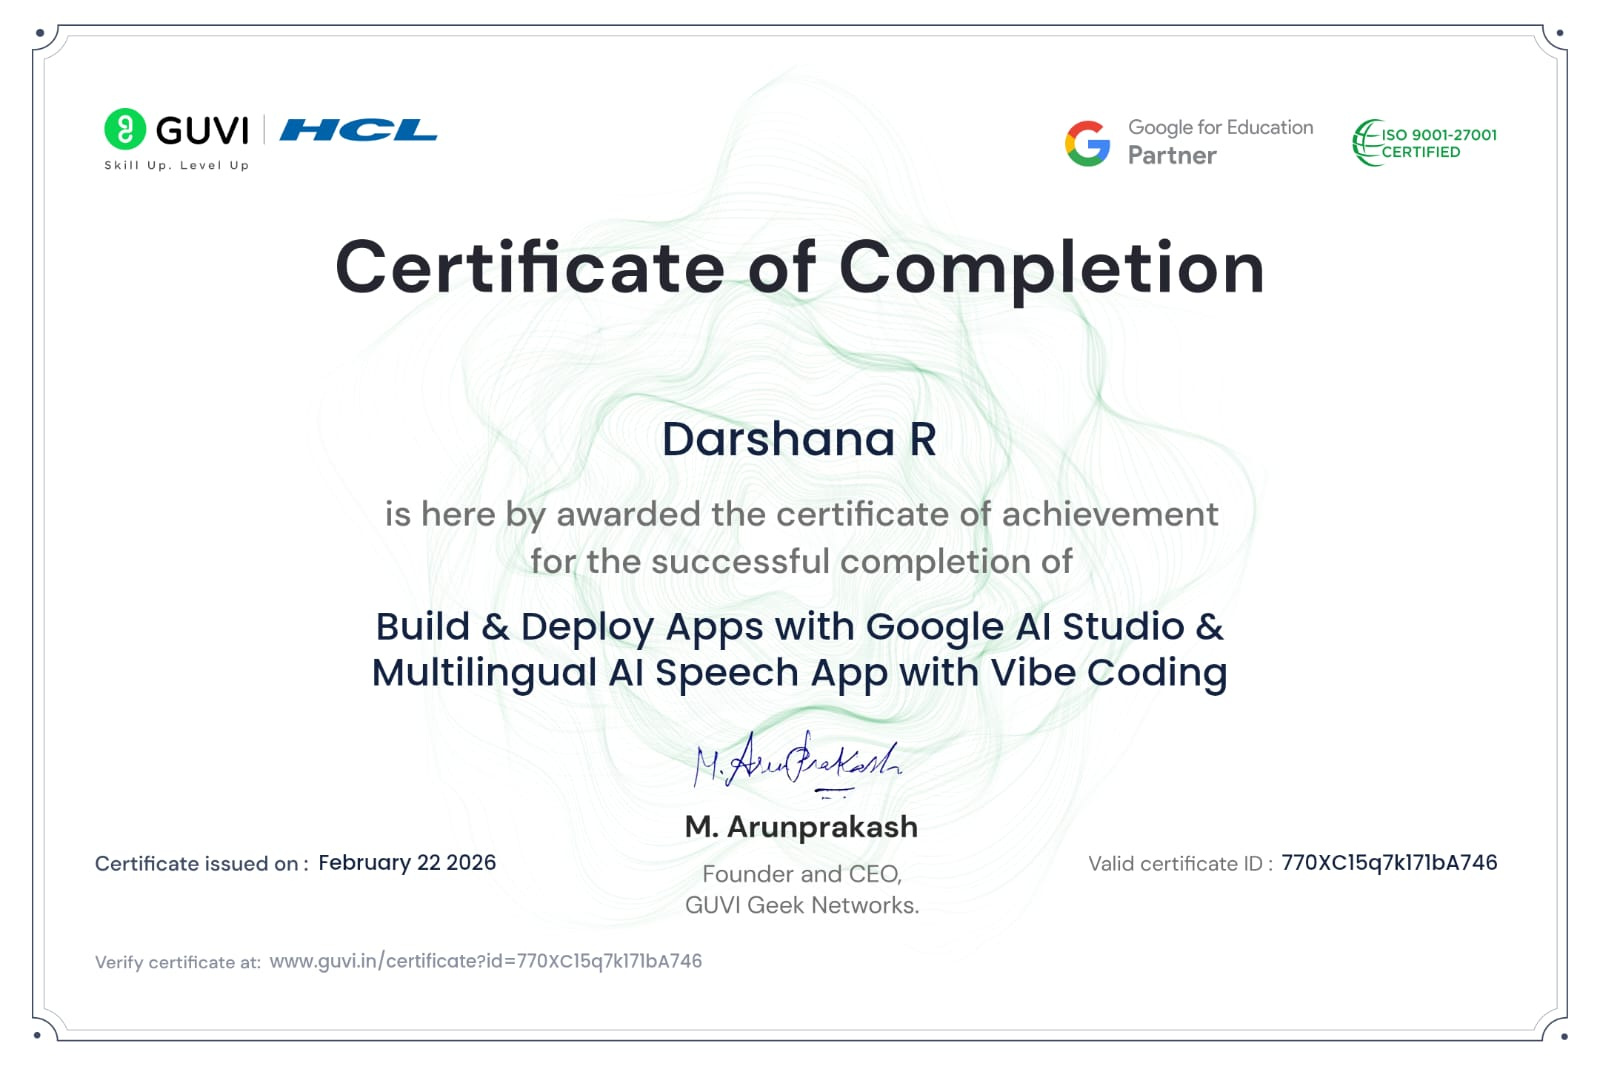 GUVI
HCL
Skill Up. Level Up
Google for Education
Partner
ISO 9001-27001
CERTIFIED
Certificate of Completion
Darshana R
is here by awarded the certificate of achievement
for the successful completion of
Build & Deploy Apps with Google AI Studio &
Multilingual AI Speech App with Vibe Coding
M. ArunPrakash
M. Arunprakash
Founder and CEO,
GUVI Geek Networks.
Certificate issued on : February 22 2026
Valid certificate ID : 770XC15q7k171bA746
Verify certificate at: www.guvi.in/certificate?id=770XC15q7k171bA746